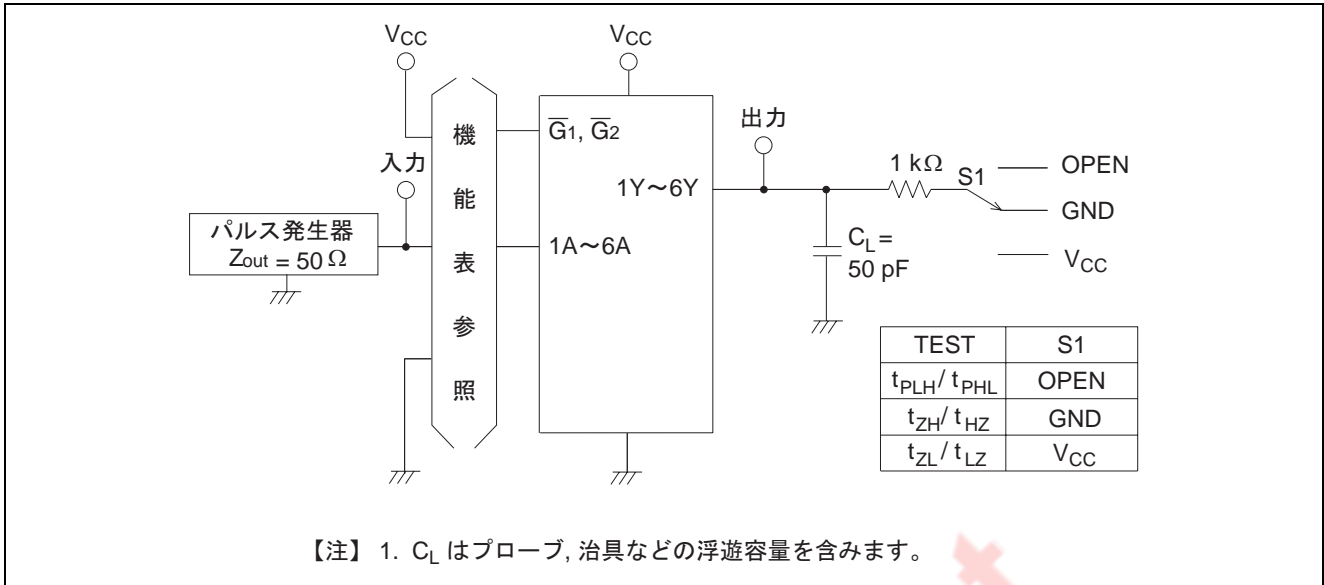 VCC
VCC
入力
パルス発生器
Zout = 50 Ω
機能表参照
G̅1, G̅2
1A～6A
1Y～6Y
出力
1 kΩ
S1
OPEN
GND
VCC
CL =
50 pF
TEST S1
tPLH / tPHL OPEN
tZH / tHZ GND
tZL / tLZ VCC
【注】 1. CL はプローブ, 治具などの浮遊容量を含みます。